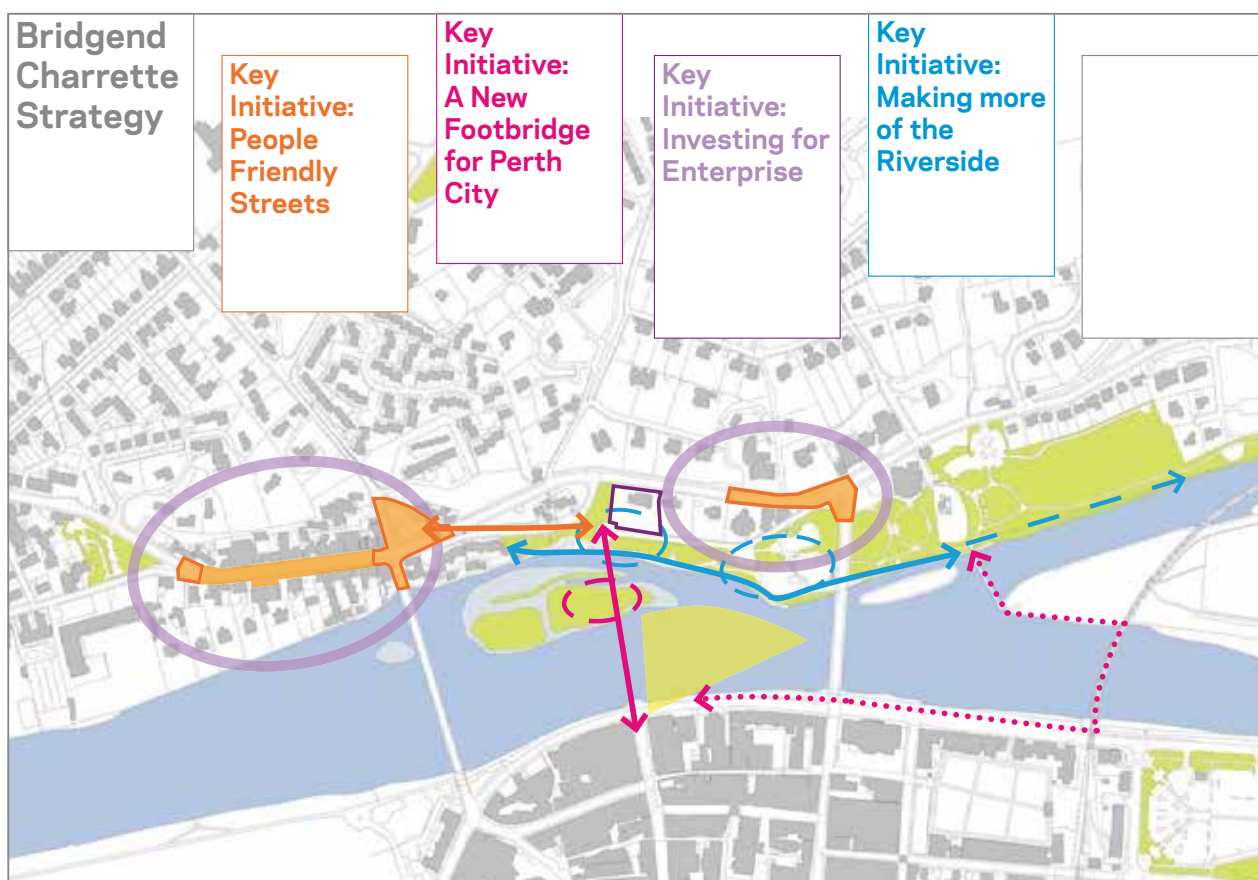 Bridgend
Charrette
Strategy
Key
Initiative:
People
Friendly
Streets
Key
Initiative:
A New
Footbridge
for Perth
City
Key
Initiative:
Investing for
Enterprise
Key
Initiative:
Making more
of the
Riverside